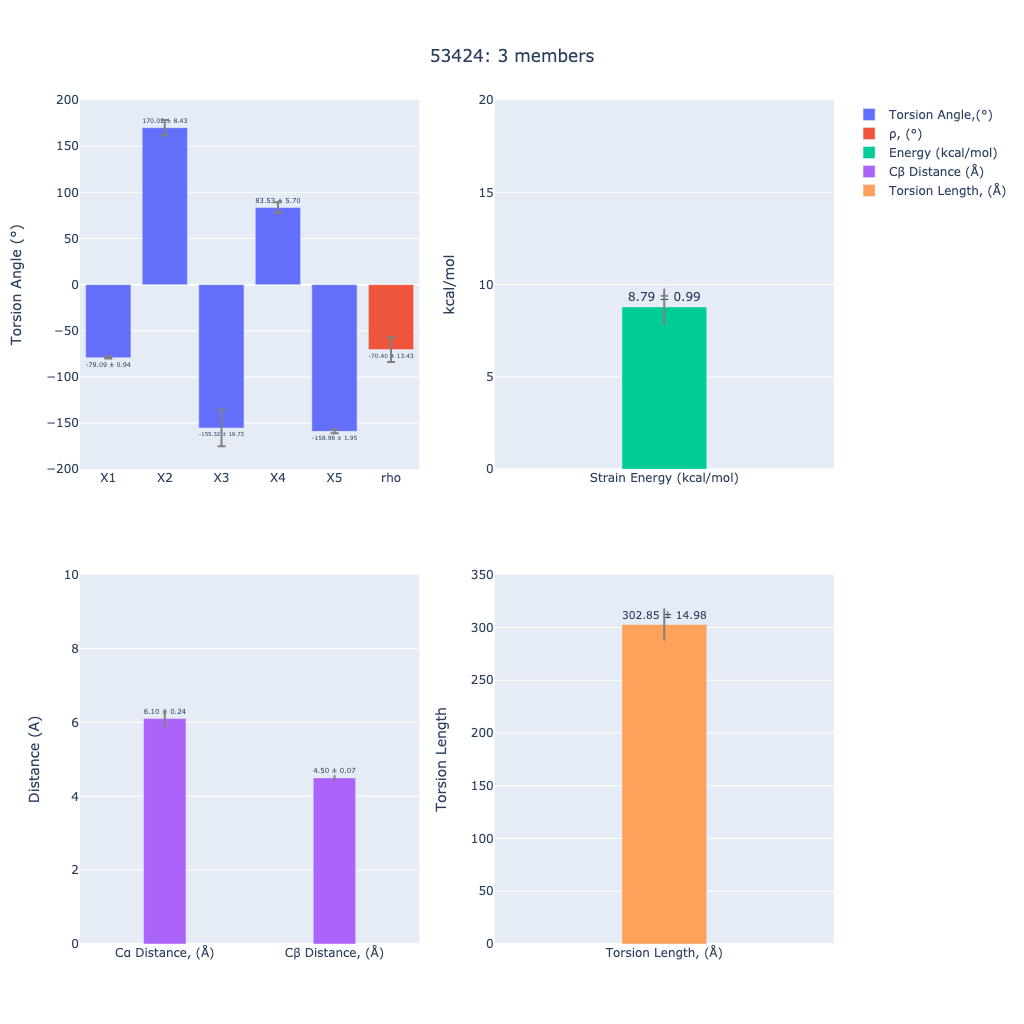 53424: 3 members
Torsion Angle (°)
200
150
100
50
0
−50
−100
−150
−200
-79.09 ± 0.94
170.02 ± 8.43
-155.32 ± 19.73
83.53 ± 5.70
-158.96 ± 1.95
-70.40 ± 13.43
X1 X2 X3 X4 X5 rho
kcal/mol
20
15
10
5
0
8.79 ± 0.99
Strain Energy (kcal/mol)
Torsion Angle,(°)
ρ, (°)
Energy (kcal/mol)
Cβ Distance (Å)
Torsion Length, (Å)
Distance (A)
10
8
6
4
2
0
6.10 ± 0.24
4.50 ± 0.07
Cα Distance, (Å) Cβ Distance, (Å)
Torsion Length
350
300
250
200
150
100
50
0
302.85 ± 14.98
Torsion Length, (Å)